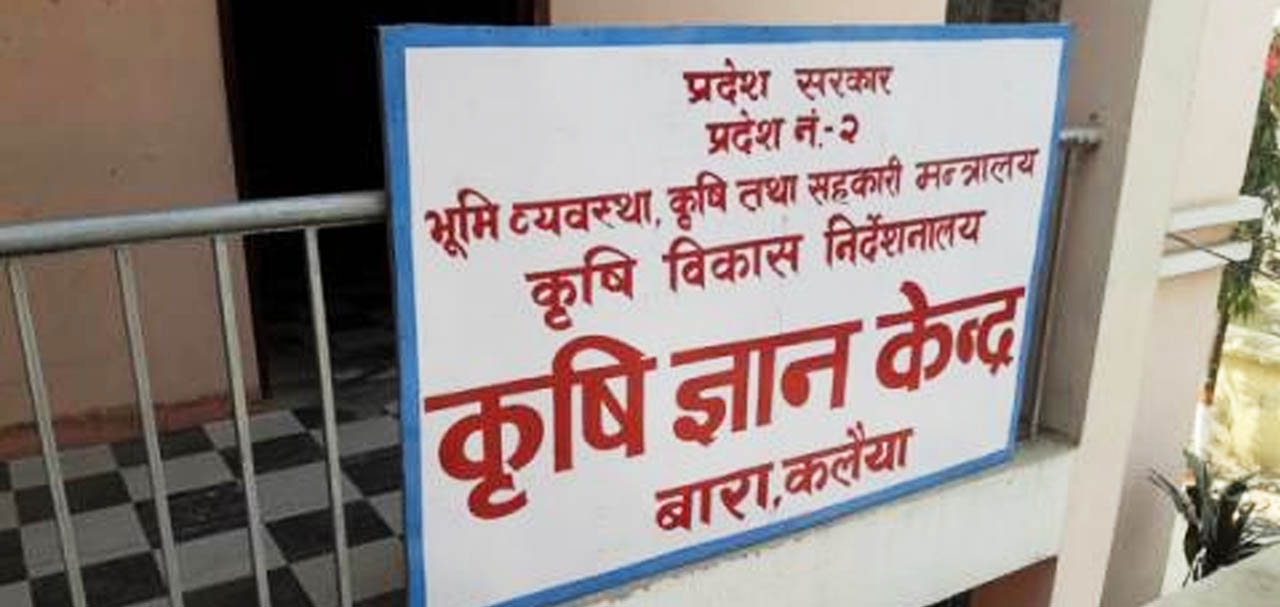 प्रदेश सरकार
प्रदेश नं.-२
भूमि व्यवस्था, कृषि तथा सहकारी मन्त्रालय
कृषि विकास निर्देशनालय
कृषि ज्ञान केन्द्र
बारा, कलैया